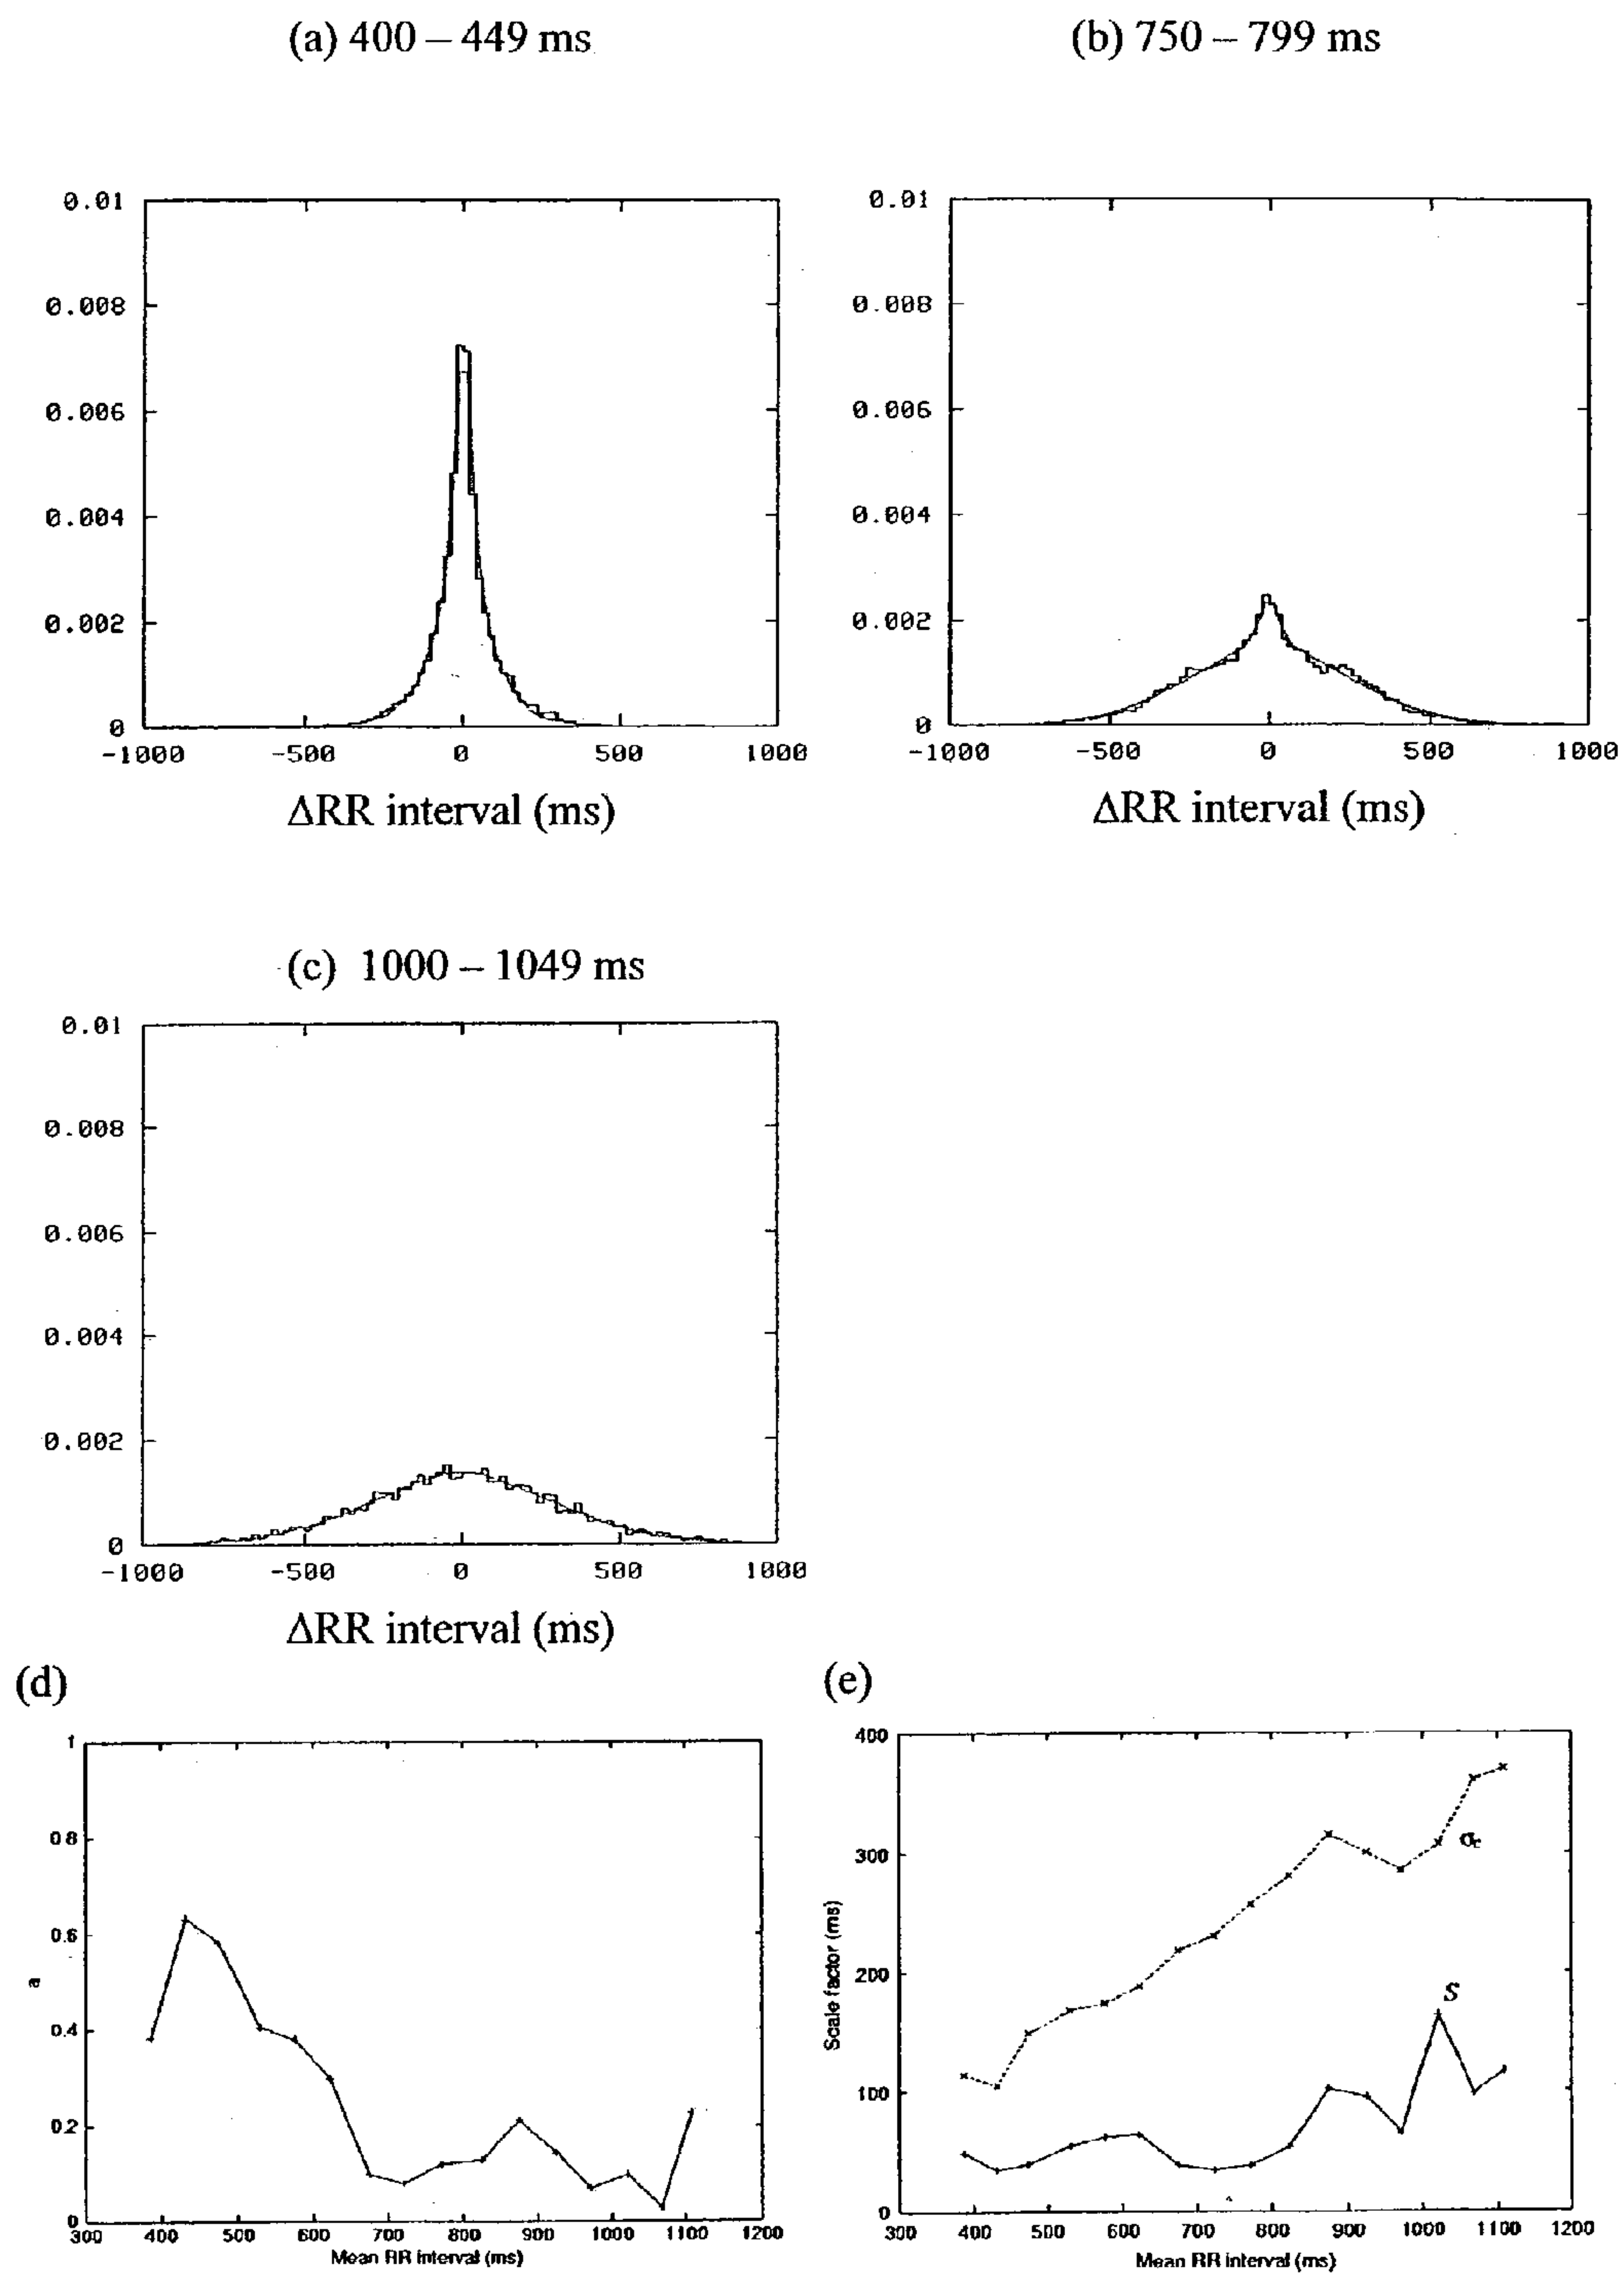 (a) 400 – 449 ms
(b) 750 – 799 ms
0.01
0.008
0.006
0.004
0.002
0
-1000 -500 0 500 1000
ΔRR interval (ms)
0.01
0.008
0.006
0.004
0.002
0
-1000 -500 0 500 1000
ΔRR interval (ms)
(c) 1000 – 1049 ms
0.01
0.008
0.006
0.004
0.002
0
-1000 -500 0 500 1000
ΔRR interval (ms)
(d)
1
0.8
0.6
0.4
0.2
0
a
300 400 500 600 700 800 900 1000 1100 1200
Mean RR interval (ms)
(e)
400
300
200
100
0
Scale factor (ms)
σr
S
300 400 500 600 700 800 900 1000 1100 1200
Mean RR interval (ms)